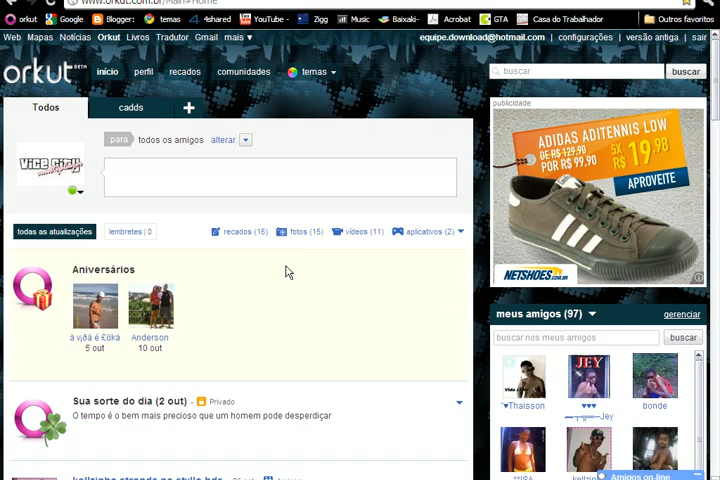 www.orkut.com.br/Main#Home
orkut Google Blogger: temas 4shared YouTube - Zigg Music Baixaki- Acrobat GTA Casa do Trabalhador Outros favoritos
Web Mapas Notícias Orkut Livros Tradutor Gmail mais ▾ equipe.download@hotmail.com | configurações | versão antiga | sair
orkut BETA início perfil recados comunidades temas buscar buscar
Todos cadds +
publicidade
para todos os amigos alterar
VICE CITY
ADIDAS ADITENNIS LOW
DE R$ 129,90
POR R$ 99,90
5X
R$ 19,98
APROVEITE
NETSHOES.COM.BR
todas as atualizações lembretes | 0 recados (16) fotos (15) vídeos (11) aplicativos (2)
Aniversários
5 out
Anderson
10 out
meus amigos (97) gerenciar
buscar nos meus amigos buscar
JEY
"♥Thaisson
♥♥♥
Jey
bonde
Sua sorte do dia (2 out) - Privado
O tempo é o bem mais precioso que um homem pode desperdiçar
Amigos on-line